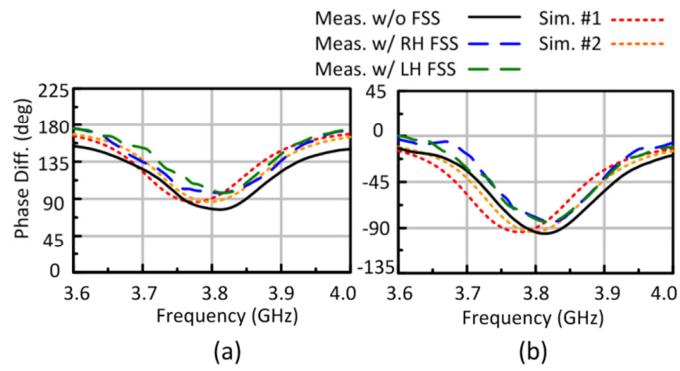 Meas. w/o FSS Sim. #1
Meas. w/ RH FSS Sim. #2
Meas. w/ LH FSS
Phase Diff. (deg)
225
180
135
90
45
0
3.6 3.7 3.8 3.9 4.0
Frequency (GHz)
(a)
45
0
-45
-90
-135
3.6 3.7 3.8 3.9 4.0
Frequency (GHz)
(b)